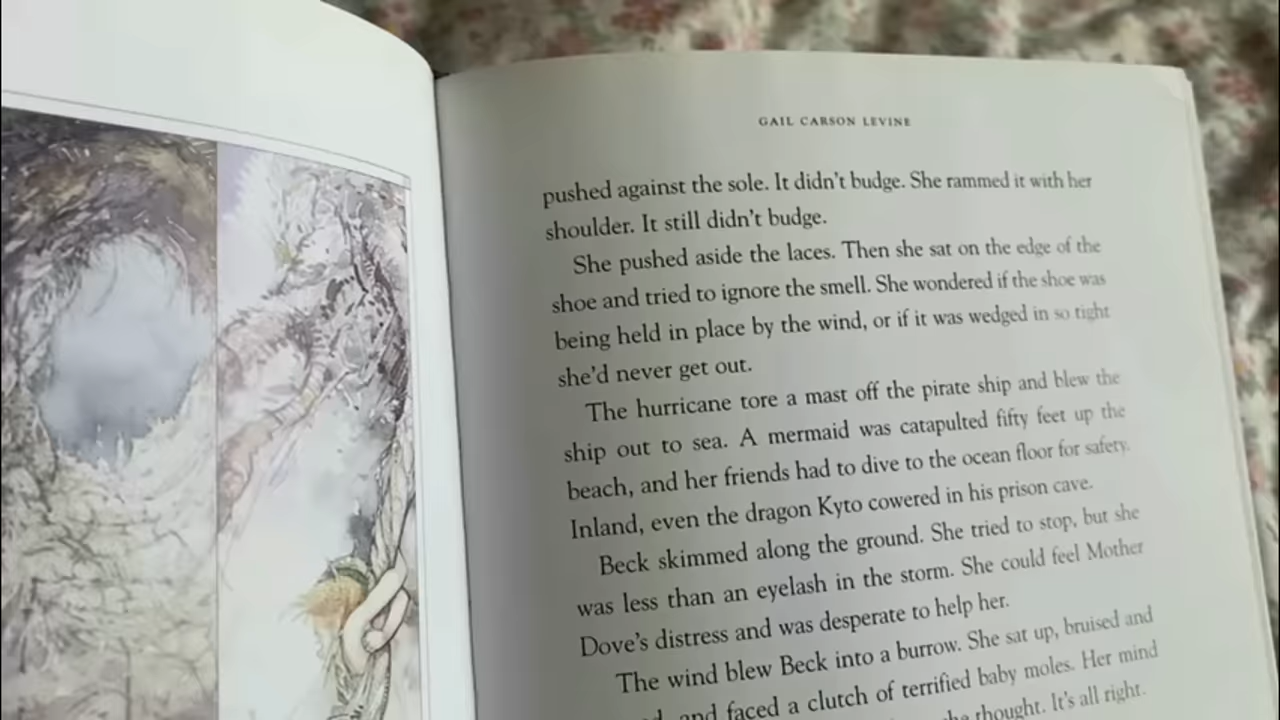 GAIL CARSON LEVINE
pushed against the sole. It didn't budge. She rammed it with her
shoulder. It still didn't budge.
She pushed aside the laces. Then she sat on the edge of the
shoe and tried to ignore the smell. She wondered if the shoe was
being held in place by the wind, or if it was wedged in so tight
she'd never get out.
The hurricane tore a mast off the pirate ship and blew the
ship out to sea. A mermaid was catapulted fifty feet up the
beach, and her friends had to dive to the ocean floor for safety.
Inland, even the dragon Kyto cowered in his prison cave.
Beck skimmed along the ground. She tried to stop, but she
was less than an eyelash in the storm. She could feel Mother
Dove's distress and was desperate to help her.
The wind blew Beck into a burrow. She sat up, bruised and
and faced a clutch of terrified baby moles. Her mind
she thought. It's all right.